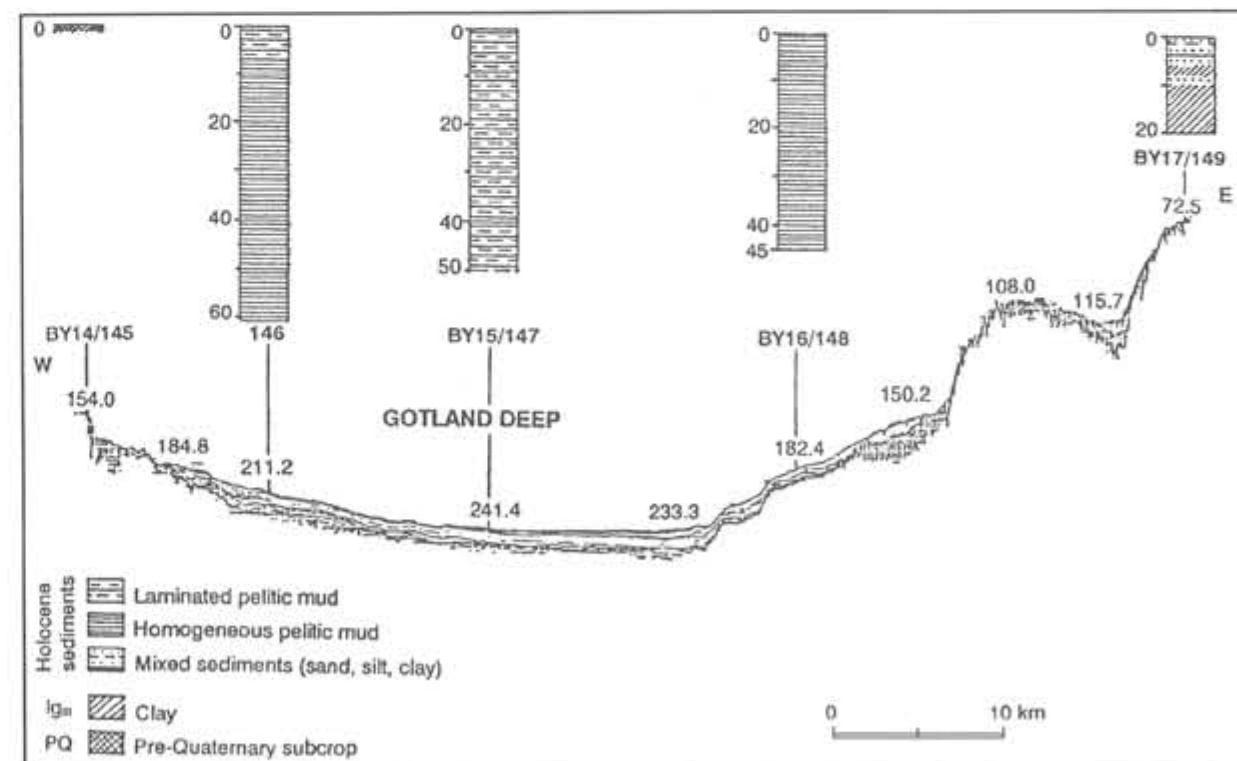 0
0
20
40
60
0
20
40
50
0
20
40
45
0
20
BY17/149
E
72.5
BY14/145
146
BY15/147
BY16/148
108.0
115.7
W
154.0
GOTLAND DEEP
150.2
184.8
211.2
182.4
241.4
233.3
Holocene
sediments
Laminated pelitic mud
Homogeneous pelitic mud
Mixed sediments (sand, silt, clay)
lgIII Clay
PQ Pre-Quaternary subcrop
0 10 km